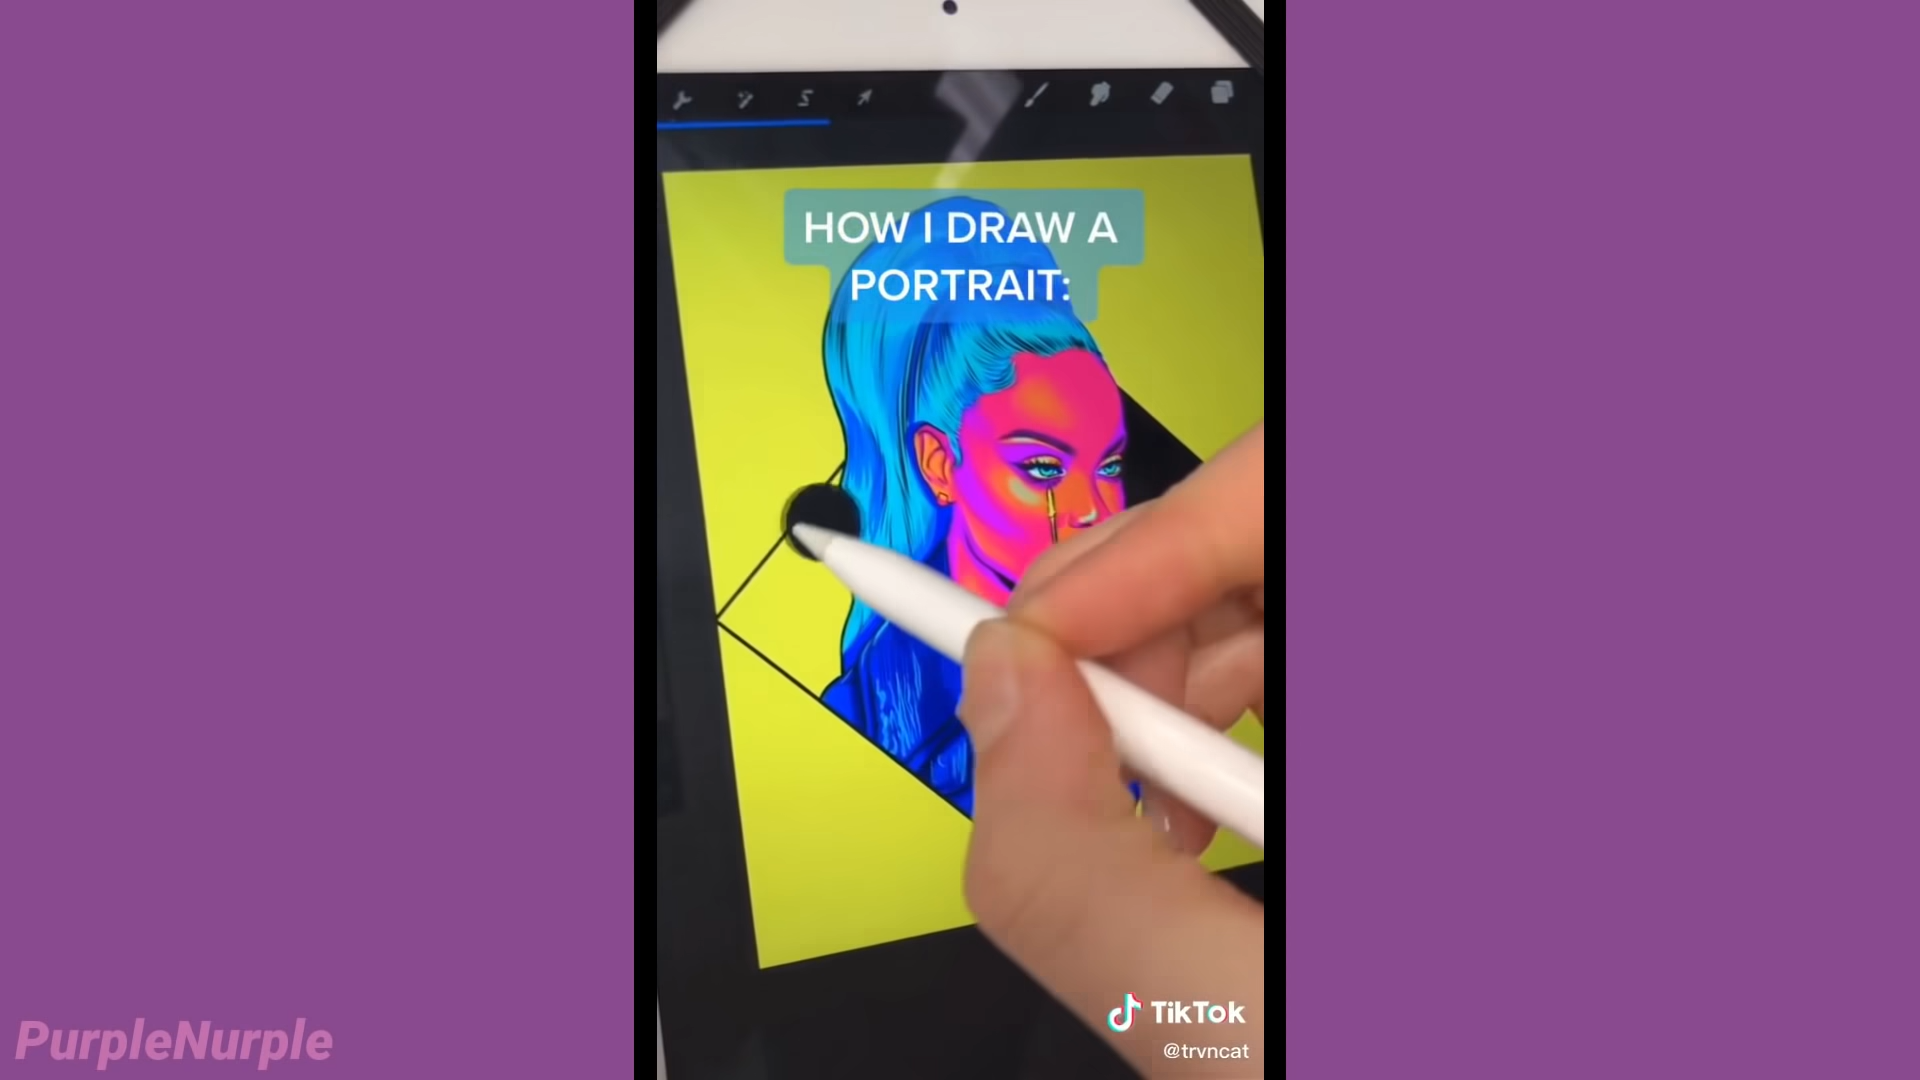 HOW I DRAW A
PORTRAIT:
TikTok
@trvncat
PurpleNurple